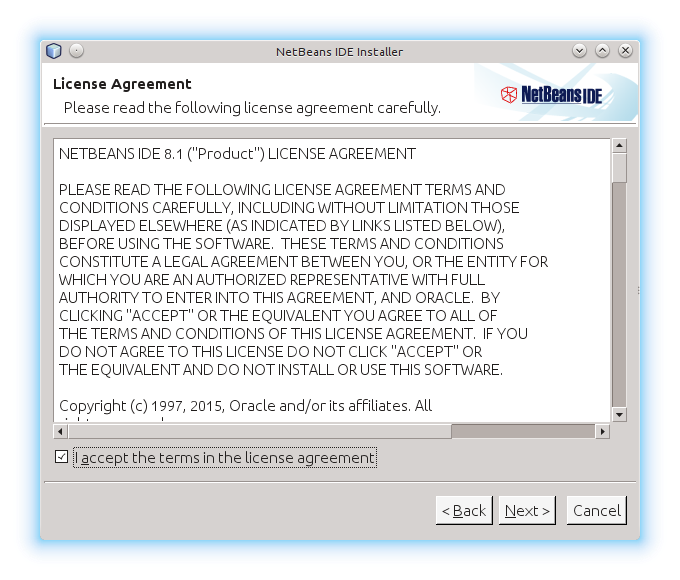 NetBeans IDE Installer
License Agreement
Please read the following license agreement carefully.
NetBeans IDE
NETBEANS IDE 8.1 ("Product") LICENSE AGREEMENT
PLEASE READ THE FOLLOWING LICENSE AGREEMENT TERMS AND
CONDITIONS CAREFULLY, INCLUDING WITHOUT LIMITATION THOSE
DISPLAYED ELSEWHERE (AS INDICATED BY LINKS LISTED BELOW),
BEFORE USING THE SOFTWARE.  THESE TERMS AND CONDITIONS
CONSTITUTE A LEGAL AGREEMENT BETWEEN YOU, OR THE ENTITY FOR
WHICH YOU ARE AN AUTHORIZED REPRESENTATIVE WITH FULL
AUTHORITY TO ENTER INTO THIS AGREEMENT, AND ORACLE.  BY
CLICKING "ACCEPT" OR THE EQUIVALENT YOU AGREE TO ALL OF
THE TERMS AND CONDITIONS OF THIS LICENSE AGREEMENT.  IF YOU
DO NOT AGREE TO THIS LICENSE DO NOT CLICK "ACCEPT" OR
THE EQUIVALENT AND DO NOT INSTALL OR USE THIS SOFTWARE.
Copyright (c) 1997, 2015, Oracle and/or its affiliates. All
I accept the terms in the license agreement
< Back
Next >
Cancel